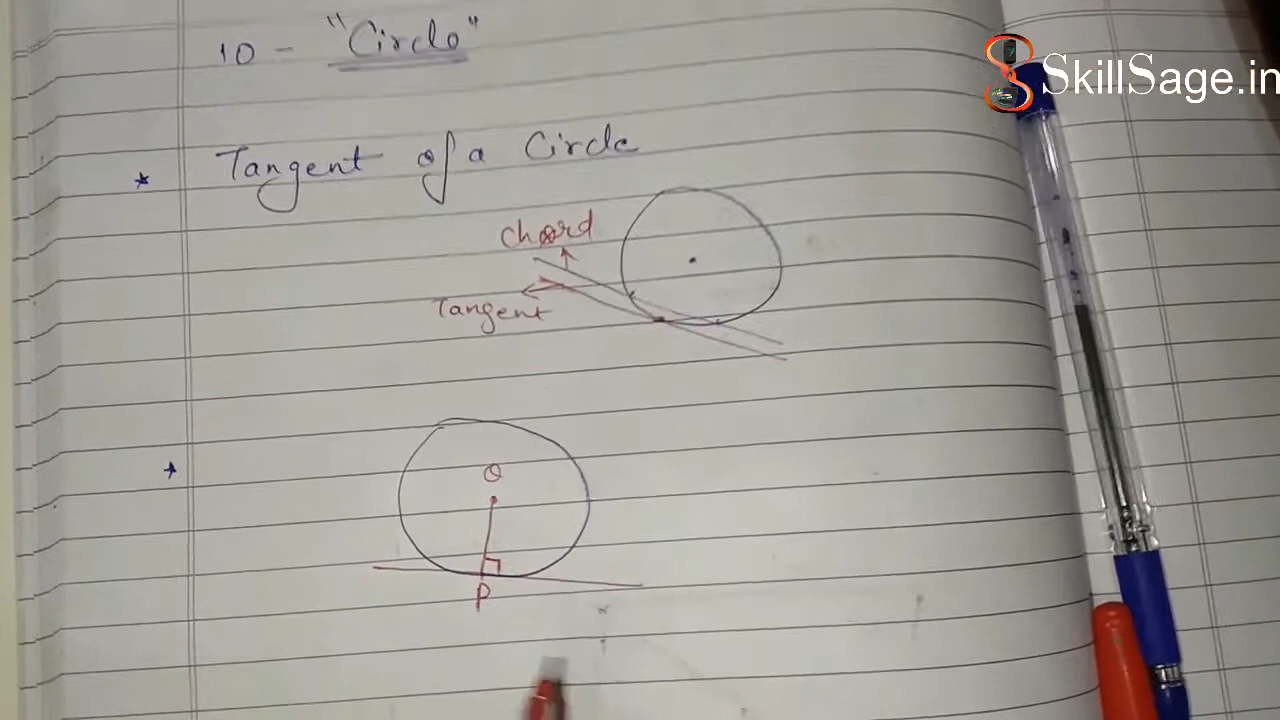 10 - "Circle"
SkillSage.in
Tangent of a Circle
Chord
Tangent
O
P